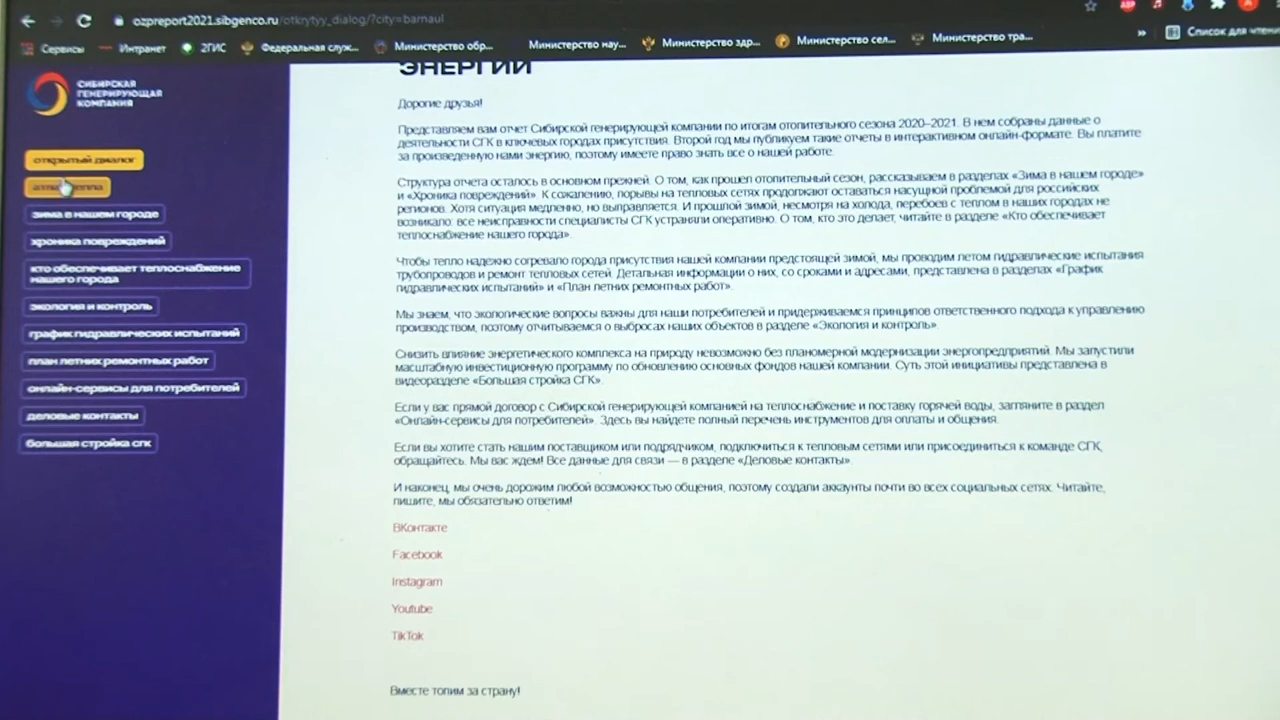 ozpreport2021.sibgenco.ru/otkrytyy_dialog/?city=barnaul
Сервисы
Интранет
2ГИС
Федеральная служ...
Министерство обр...
Министерство нау...
Министерство здр...
Министерство сел...
Министерство тра...
»
Список для чтения
СИБИРСКАЯ
ГЕНЕРИРУЮЩАЯ
КОМПАНИЯ
открытый диалог
зима в нашем городе
хроника повреждений
кто обеспечивает теплоснабжение
нашего города
экология и контроль
график гидравлических испытаний
план летних ремонтных работ
онлайн-сервисы для потребителей
деловые контакты
большая стройка сгк
ЭНЕРГИИ
Дорогие друзья!
Представляем вам отчет Сибирской генерирующей компании по итогам отопительного сезона 2020–2021. В нем собраны данные о
деятельности СГК в ключевых городах присутствия. Второй год мы публикуем такие отчеты в интерактивном онлайн-формате. Вы платите
за произведенную нами энергию, поэтому имеете право знать все о нашей работе.
Структура отчета осталось в основном прежней. О том, как прошел отопительный сезон, рассказываем в разделах «Зима в нашем городе»
и «Хроника повреждений». К сожалению, порывы на тепловых сетях продолжают оставаться насущной проблемой для российских
регионов. Хотя ситуация медленно, но выправляется. И прошлой зимой, несмотря на холода, перебоев с теплом в наших городах не
возникало: все неисправности специалисты СГК устраняли оперативно. О том, кто это делает, читайте в разделе «Кто обеспечивает
теплоснабжение нашего города».
Чтобы тепло надежно согревало города присутствия нашей компании предстоящей зимой, мы проводим летом гидравлические испытания
трубопроводов и ремонт тепловых сетей. Детальная информации о них, со сроками и адресами, представлена в разделах «График
гидравлических испытаний» и «План летних ремонтных работ».
Мы знаем, что экологические вопросы важны для наши потребителей и придерживаемся принципов ответственного подхода к управлению
производством, поэтому отчитываемся о выбросах наших объектов в разделе «Экология и контроль».
Снизить влияние энергетического комплекса на природу невозможно без планомерной модернизации энергопредприятий. Мы запустили
масштабную инвестиционную программу по обновлению основных фондов нашей компании. Суть этой инициативы представлена в
видеоразделе «Большая стройка СГК».
Если у вас прямой договор с Сибирской генерирующей компанией на теплоснабжение и поставку горячей воды, загляните в раздел
«Онлайн-сервисы для потребителей». Здесь вы найдете полный перечень инструментов для оплаты и общения.
Если вы хотите стать нашим поставщиком или подрядчиком, подключиться к тепловым сетями или присоединиться к команде СГК,
обращайтесь. Мы вас ждем! Все данные для связи — в разделе «Деловые контакты».
И наконец, мы очень дорожим любой возможностью общения, поэтому создали аккаунты почти во всех социальных сетях. Читайте,
пишите, мы обязательно ответим!
ВКонтакте
Facebook
Instagram
Youtube
TikTok
Вместе топим за страну!